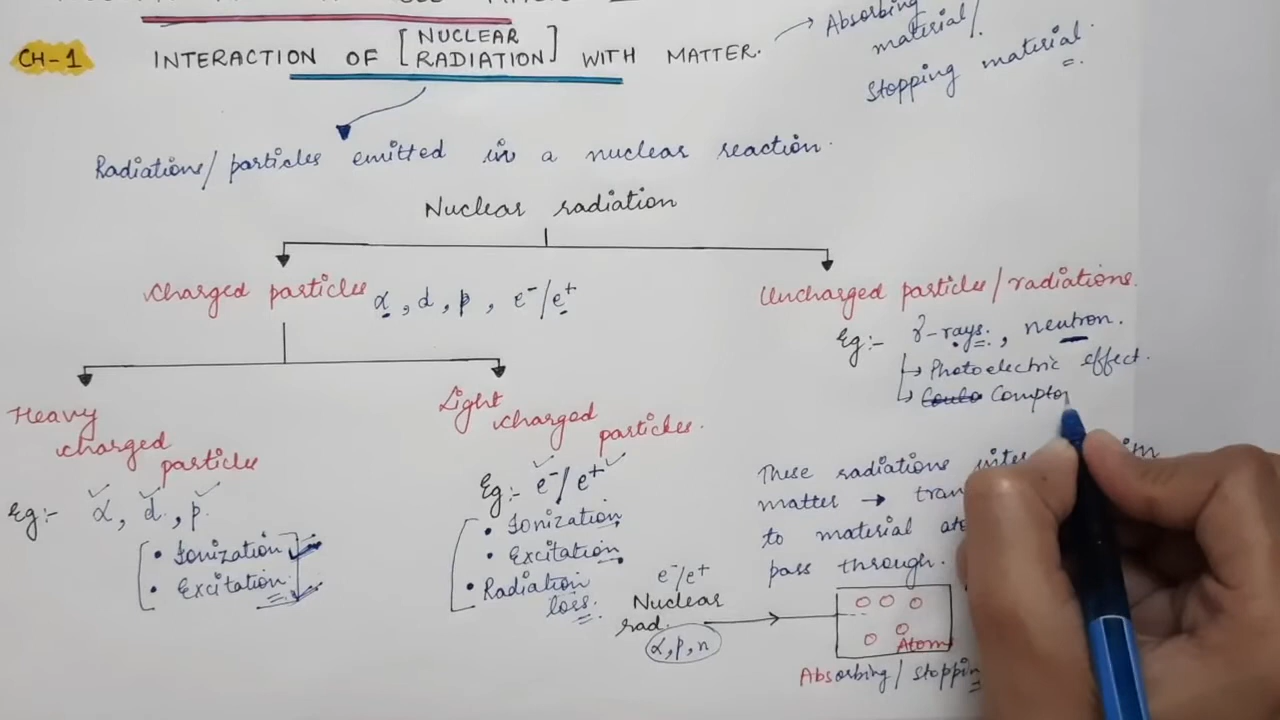 CH-1
INTERACTION OF [NUCLEAR RADIATION] WITH MATTER.
Absorbing
material/
Stopping material.
Radiations/particles emitted in a nuclear reaction.
Nuclear radiation
Charged particles α, d, p, e⁻/e⁺
Uncharged particles/radiations.
Eg:- γ-rays, neutron.
Photoelectric effect.
Compton
Heavy
charged
particle
Eg:- α, d, p.
• Ionization
• Excitation
Light
charged
particles.
Eg:- e⁻/e⁺
• Ionization
• Excitation
• Radiation
loss.
These radiations
matter →
to material
pass through.
e⁻/e⁺
Nuclear
rad.
α, p, n
Atom
Absorbing/